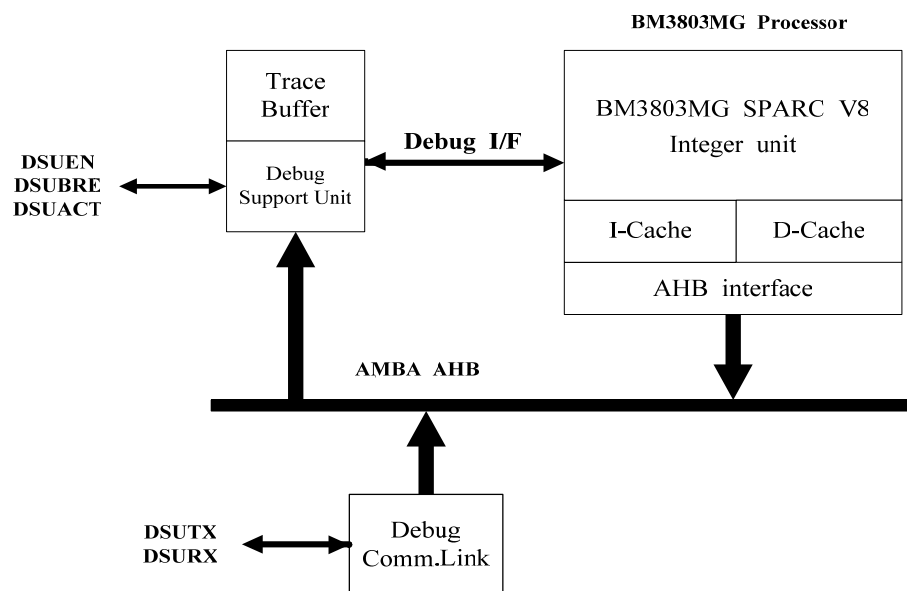 BM3803MG Processor
Trace
Buffer
Debug
Support Unit
DSUEN
DSUBRE
DSUACT
Debug I/F
BM3803MG SPARC V8
Integer unit
I-Cache
D-Cache
AHB interface
AMBA AHB
DSUTX
DSURX
Debug
Comm.Link